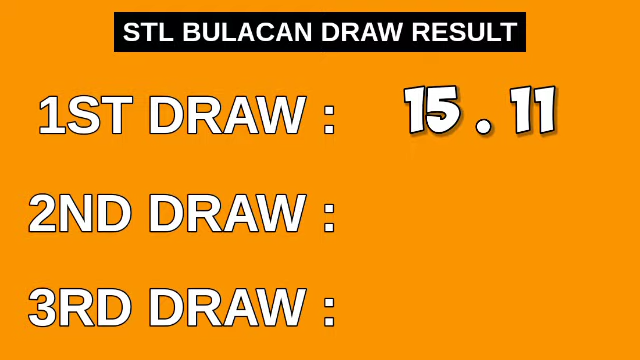 STL BULACAN DRAW RESULT
1ST DRAW : 15 . 11
2ND DRAW :
3RD DRAW :